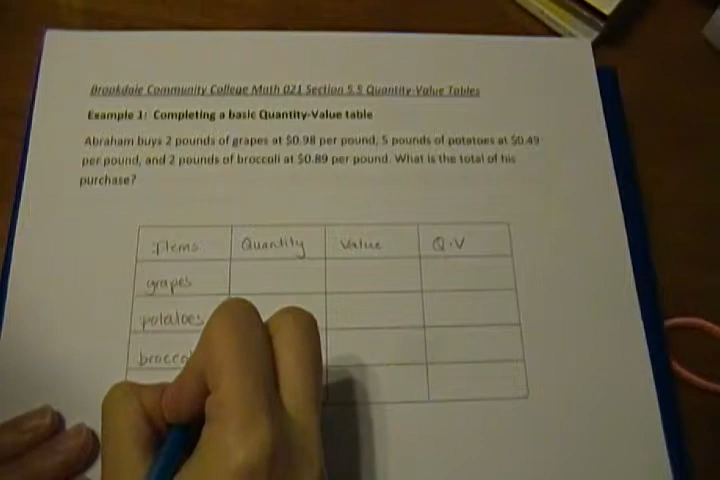 Brookdale Community College Math 021 Section 5.5 Quantity-Value Tables
Example 1: Completing a basic Quantity-Value table
Abraham buys 2 pounds of grapes at $0.98 per pound, 5 pounds of potatoes at $0.49
per pound, and 2 pounds of broccoli at $0.89 per pound. What is the total of his
purchase?
Items Quantity Value Q·V
grapes
potatoes
brocco